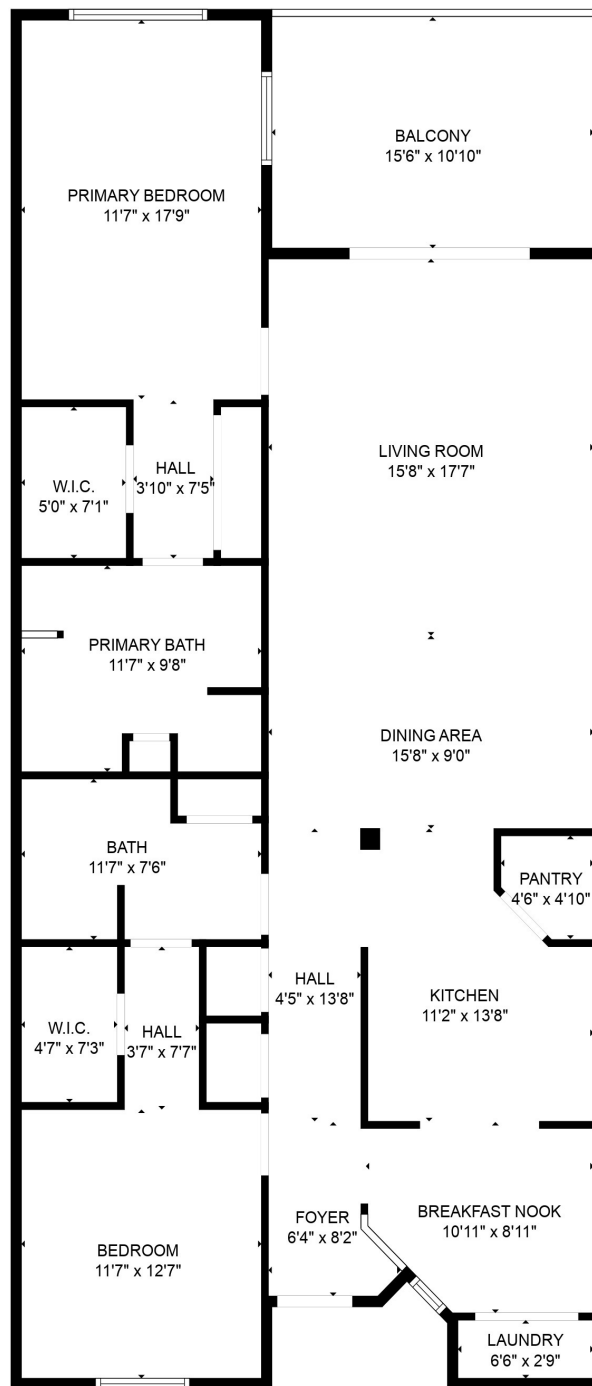 BALCONY
15'6" x 10'10"
PRIMARY BEDROOM
11'7" x 17'9"
LIVING ROOM
15'8" x 17'7"
HALL
3'10" x 7'5"
W.I.C.
5'0" x 7'1"
PRIMARY BATH
11'7" x 9'8"
DINING AREA
15'8" x 9'0"
BATH
11'7" x 7'6"
PANTRY
4'6" x 4'10"
HALL
4'5" x 13'8"
KITCHEN
11'2" x 13'8"
W.I.C.
4'7" x 7'3"
HALL
3'7" x 7'7"
FOYER
6'4" x 8'2"
BREAKFAST NOOK
10'11" x 8'11"
BEDROOM
11'7" x 12'7"
LAUNDRY
6'6" x 2'9"